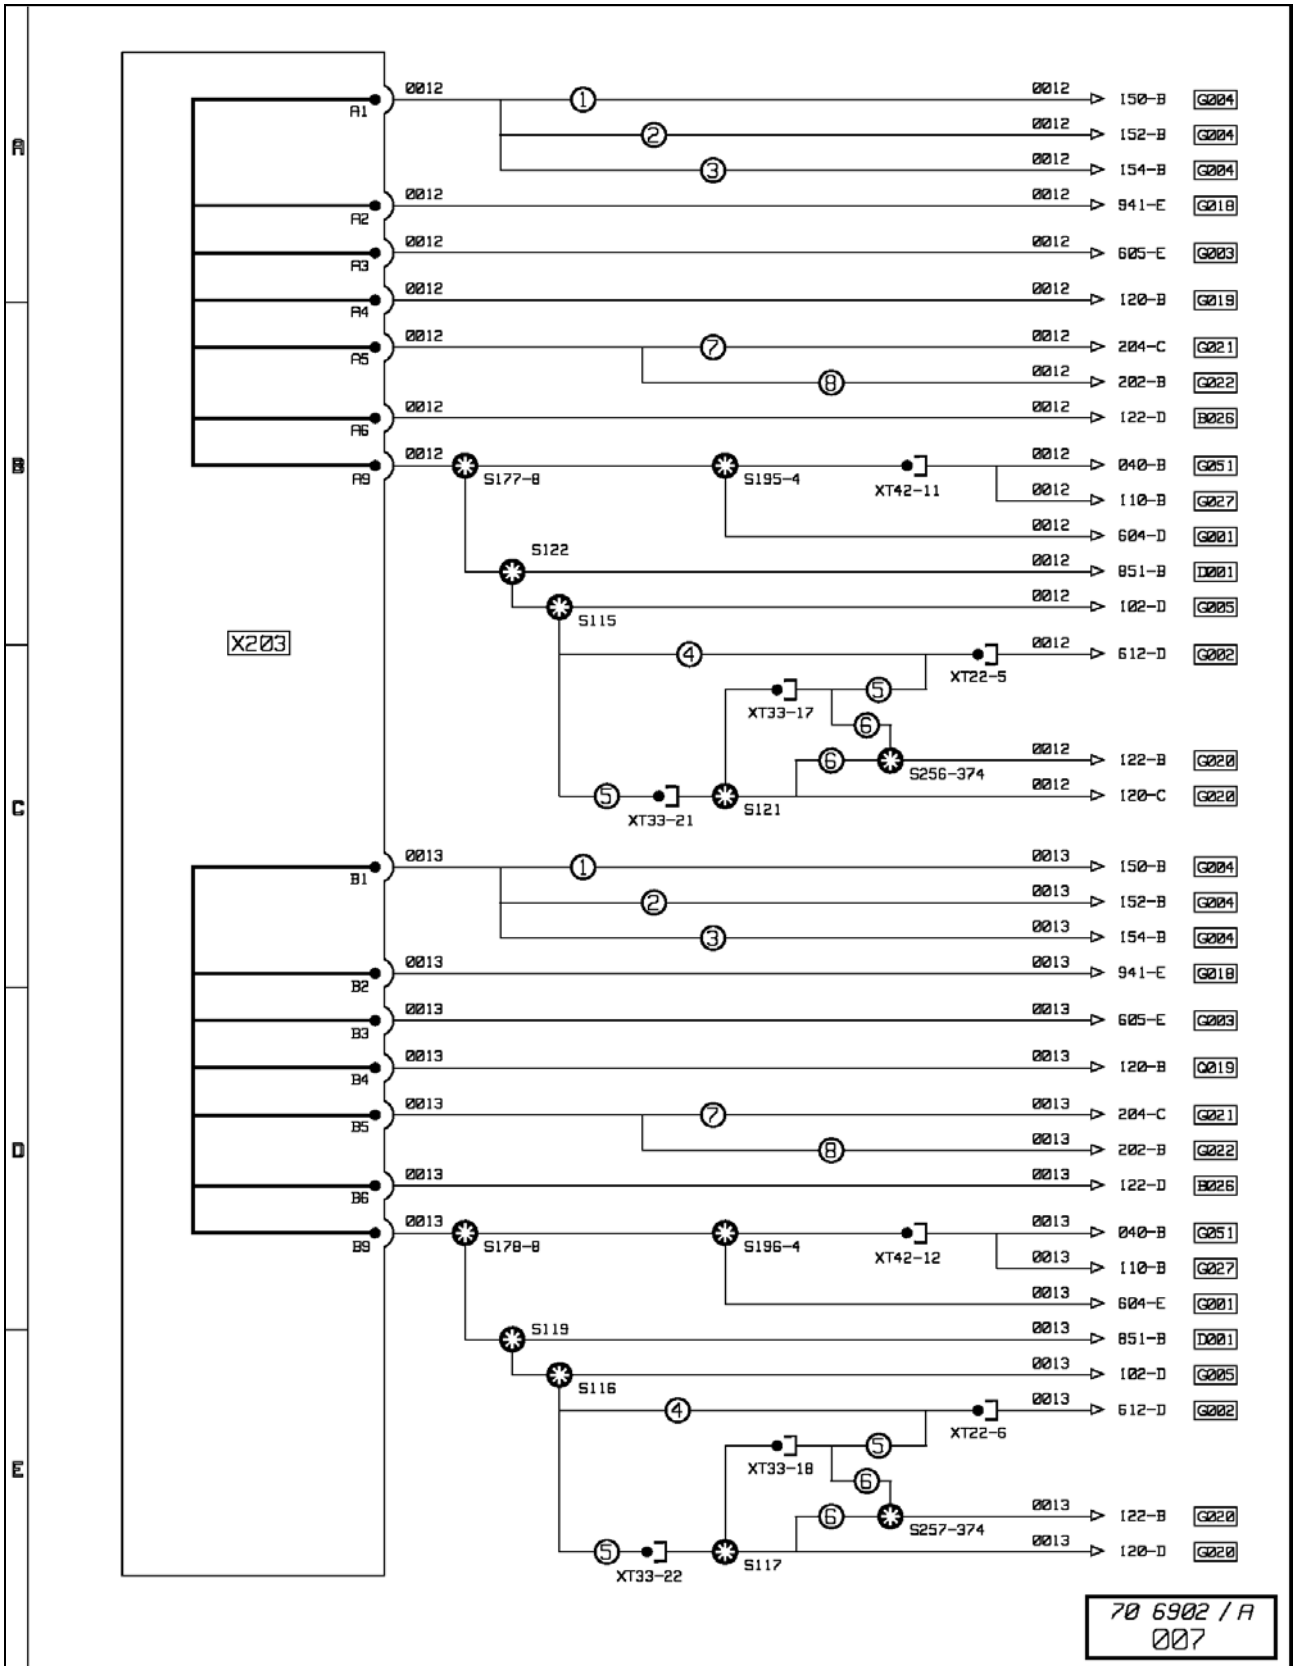 0012 ① 0012 150-B G004
A1
0012 ② 152-B G004
A
0012 ③ 154-B G004
0012 0012 941-E G018
A2
0012 0012 605-E G003
A3
0012 0012 120-B G019
A4
0012 ⑦ 0012 204-C G021
A5
⑧ 0012 202-B G022
0012 0012 122-D B026
A6
B
0012 S177-8 S195-4 XT42-11 0012 040-B G051
A9
0012 110-B G027
0012 604-D G001
S122 0012 851-B D001
S115 0012 102-D G005
X203
④ XT22-5 0012 612-D G002
XT33-17 ⑤
⑥
⑥ S256-374 0012 122-B G020
C
⑤ XT33-21 S121 0012 120-C G020
0013 ① 0013 150-B G004
B1
② 0013 152-B G004
③ 0013 154-B G004
0013 0013 941-E G018
B2
0013 0013 605-E G003
B3
0013 0013 120-B Q019
B4
0013 ⑦ 0013 204-C G021
B5
D
⑧ 0013 202-B G022
0013 0013 122-D B026
B6
0013 S178-8 S196-4 XT42-12 0013 040-B G051
B9
0013 110-B G027
0013 604-E G001
S119 0013 851-B D001
S116 0013 102-D G005
④ XT22-6 0013 612-D G002
XT33-18 ⑤
E
⑥
⑥ S257-374 0013 122-B G020
⑤ XT33-22 S117 0013 120-D G020
70 6902 / A
007